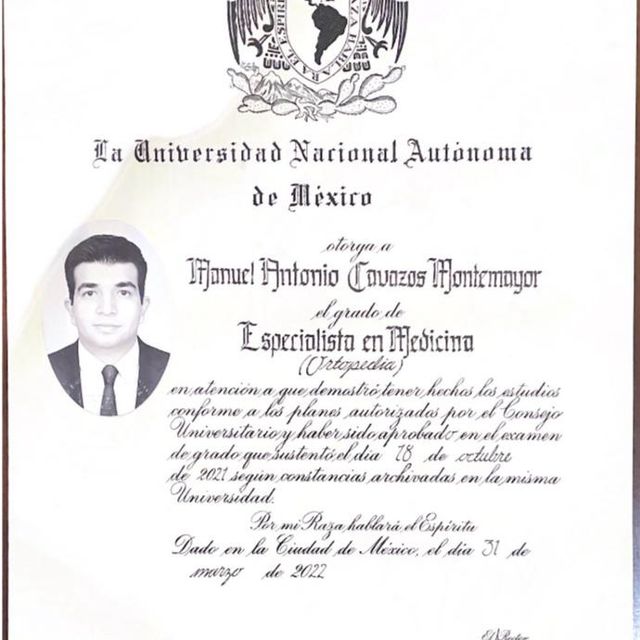 La Universidad Nacional Autónoma
de México
otorga a
Manuel Antonio Cavazos Montemayor
el grado de
Especialista en Medicina
(Ortopedia)
en atención a que demostró tener hechos los estudios
conforme a los planes autorizados por el Consejo
Universitario y haber sido aprobado en el examen
de grado que sustentó el día 18 de octubre
de 2021 según constancias archivadas en la misma
Universidad.
Por mi Raza hablará el Espíritu
Dado en la Ciudad de México, el día 31 de
marzo de 2022
El Rector